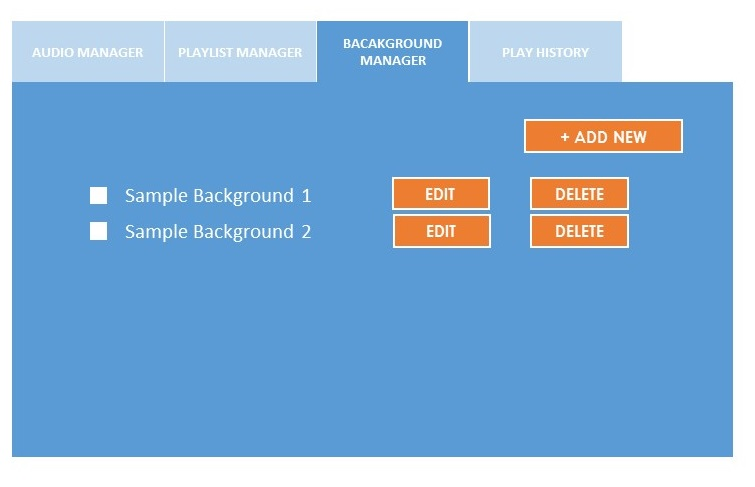 AUDIO MANAGER
PLAYLIST MANAGER
BACAKGROUND
MANAGER
PLAY HISTORY
+ ADD NEW
Sample Background 1
EDIT
DELETE
Sample Background 2
EDIT
DELETE